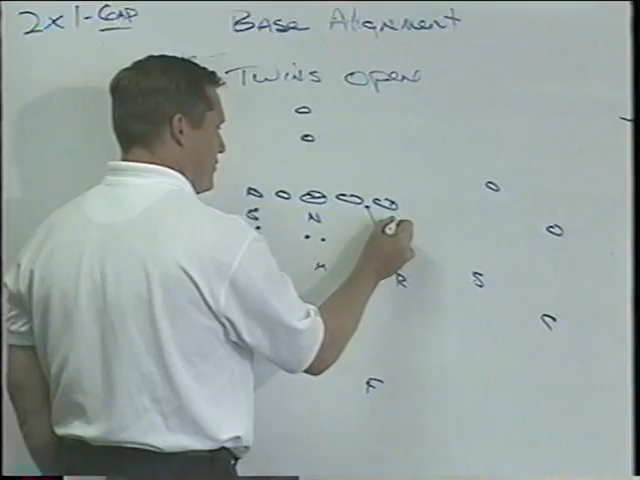 2x1-Gap Base Alignment
Twins Open
O
O
O O O O O O
B N O
R S
C
F